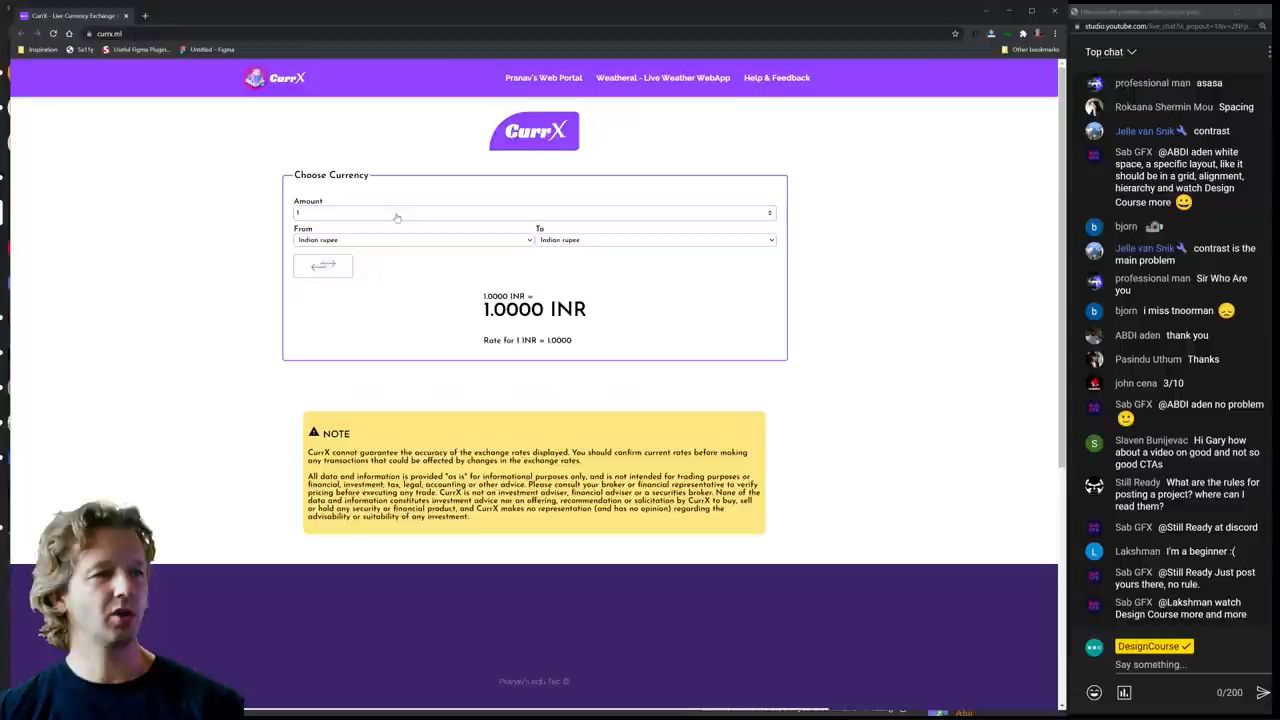 CurrX - Live Currency Exchange
currx.ml
Inspiration
Sa11y
Useful Figma Plugin...
Untitled – Figma
Other bookmarks
CurrX
Pranav's Web Portal
Weatheral - Live Weather WebApp
Help & Feedback
CurrX
Choose Currency
Amount
1
From
To
Indian rupee
Indian rupee
1.0000 INR =
1.0000 INR
Rate for 1 INR = 1.0000
NOTE
CurrX cannot guarantee the accuracy of the exchange rates displayed. You should confirm current rates before making
any transactions that could be affected by changes in the exchange rates.
All data and information is provided "as is" for informational purposes only, and is not intended for trading purposes or
financial, investment, tax, legal, accounting or other advice. Please consult your broker or financial representative to verify
pricing before executing any trade. CurrX is not an investment adviser, financial adviser or a securities broker. None of the
data and information constitutes investment advice nor an offering, recommendation or solicitation by CurrX to buy, sell
or hold any security or financial product, and CurrX makes no representation (and has no opinion) regarding the
advisability or suitability of any investment.
studio.youtube.com/live_chat?is_popout=1&v=ZNFp...
Top chat
professional man asasa
Roksana Shermin Mou Spacing
Jelle van Snik contrast
Sab GFX @ABDI aden white
space, a specific layout, like it
should be in a grid, alignment,
hierarchy and watch Design
Course more
bjorn
Jelle van Snik contrast is the
main problem
professional man Sir Who Are
you
bjorn i miss tnoorman
ABDI aden thank you
Pasindu Uthum Thanks
john cena 3/10
Sab GFX @ABDI aden no problem
Slaven Bunijevac Hi Gary how
about a video on good and not so
good CTAs
Still Ready What are the rules for
posting a project? where can I
read them?
Sab GFX @Still Ready at discord
Lakshman I'm a beginner :(
Sab GFX @Still Ready Just post
yours there, no rule.
Sab GFX @Lakshman watch
Design Course more and more
DesignCourse
Say something...
0/200